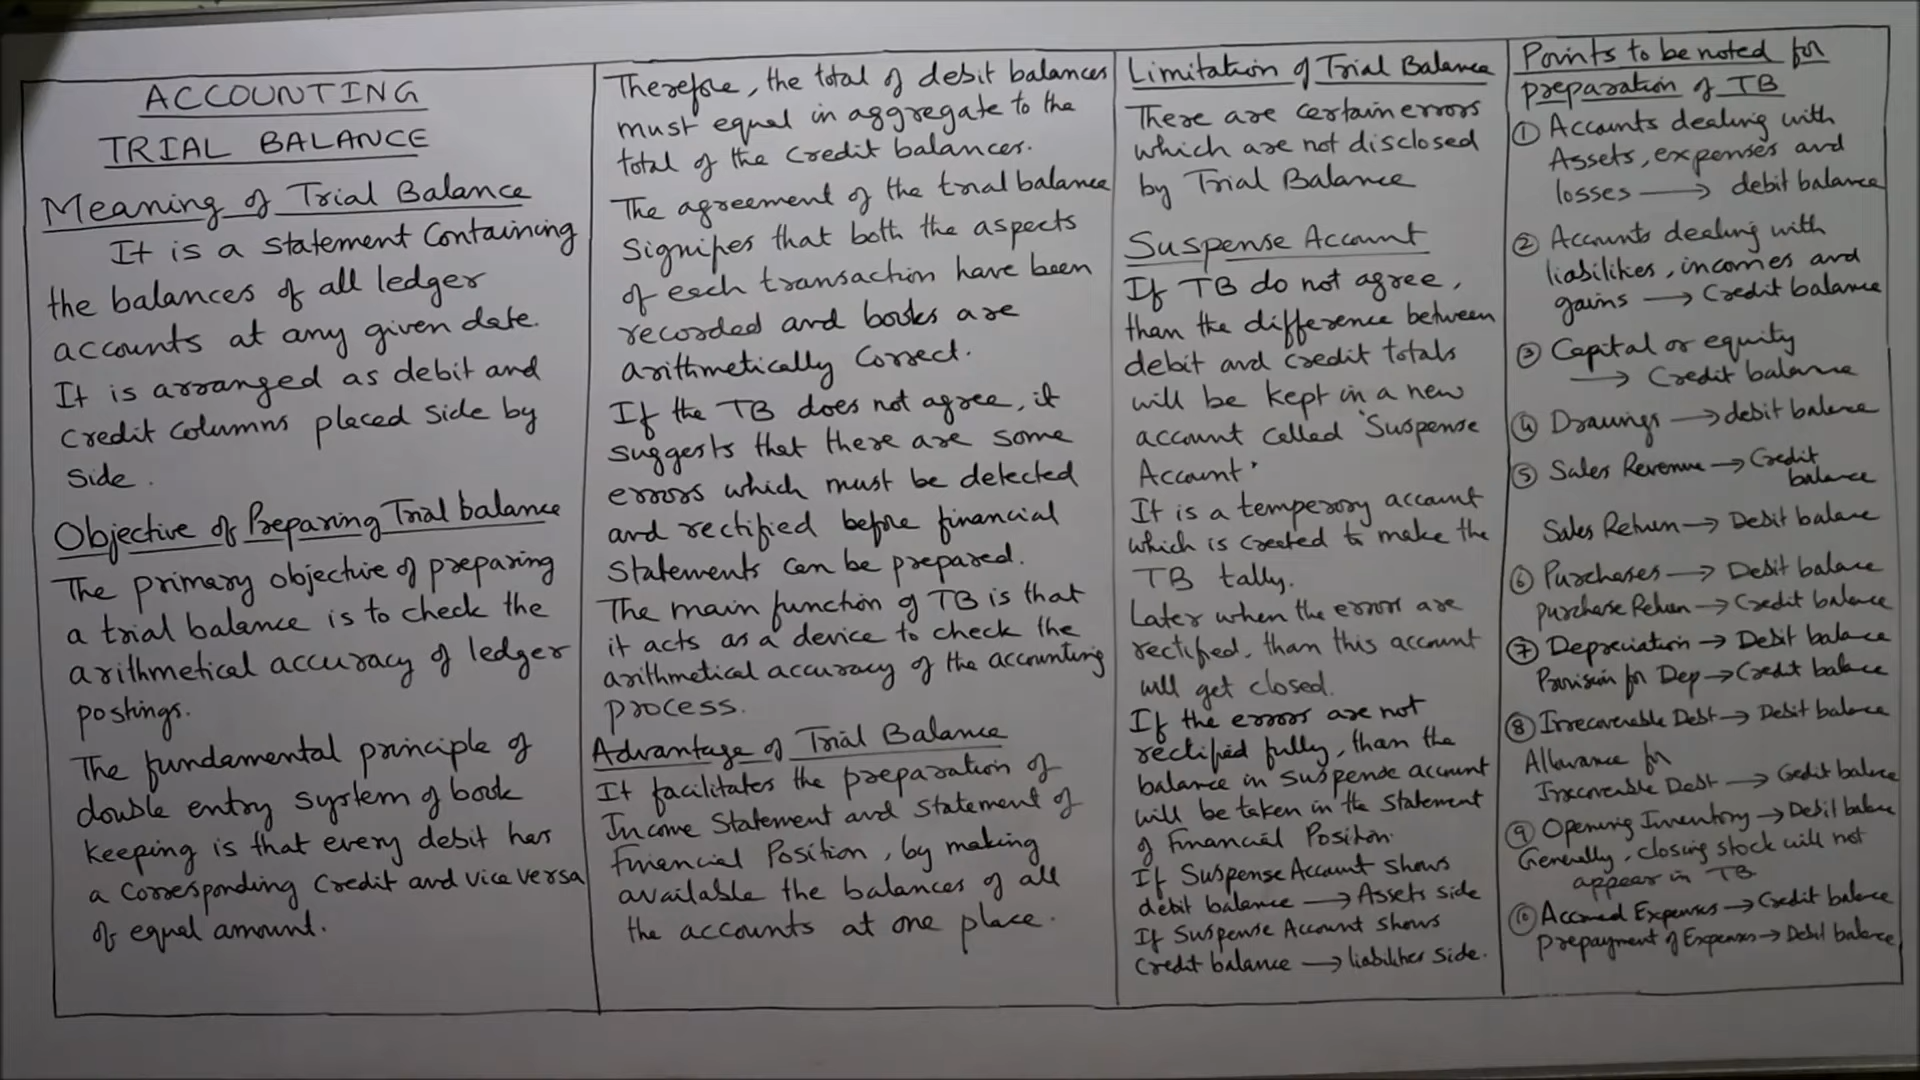 ACCOUNTING
TRIAL BALANCE
Meaning of Trial Balance
It is a statement containing
the balances of all ledger
accounts at any given date.
It is arranged as debit and
credit columns placed side by
side.
Objective of Preparing Trial balance
The primary objective of preparing
a trial balance is to check the
arithmetical accuracy of ledger
postings.
The fundamental principle of
double entry system of book
keeping is that every debit has
a corresponding credit and vice versa
of equal amount.
Therefore, the total of debit balances
must equal in aggregate to the
total of the credit balances.
The agreement of the trial balance
signifies that both the aspects
of each transaction have been
recorded and books are
arithmetically correct.
If the TB does not agree, it
suggests that there are some
errors which must be detected
and rectified before financial
statements can be prepared.
The main function of TB is that
it acts as a device to check the
arithmetical accuracy of the accounting
process.
Advantage of Trial Balance
It facilitates the preparation of
Income Statement and Statement of
Financial Position, by making
available the balances of all
the accounts at one place.
Limitation of Trial Balance
There are certain errors
which are not disclosed
by Trial Balance
Suspense Account
If TB do not agree,
than the difference between
debit and credit totals
will be kept in a new
account called 'Suspense
Account'
It is a temperory account
which is created to make the
TB tally.
Later when the error are
rectified, than this account
will get closed.
If the errors are not
rectified fully, than the
balance in suspense account
will be taken in the statement
of Financial Position.
If Suspense Account shows
debit balance → Assets side
If Suspense Account shows
Credit balance → liabilities side.
Points to be noted for
preparation of TB
① Accounts dealing with
Assets, expenses and
losses → debit balance
② Accounts dealing with
liabilities, incomes and
gains → Credit balance
③ Capital or equity
→ Credit balance
④ Drawings → debit balance
⑤ Sales Revenue → Credit
balance
Sales Return → Debit balance
⑥ Purchases → Debit balance
purchase Return → Credit balance
⑦ Depreciation → Debit balance
Provision for Dep → Credit balance
⑧ Irrecoverable Debt → Debit balance
Allowance for
Irrecoverable Debt → Credit balance
⑨ Opening Inventory → Debit balance
Generally, closing stock will not
appear in TB
⑩ Accrued Expenses → Credit balance
prepayment of Expenses → Debit balance